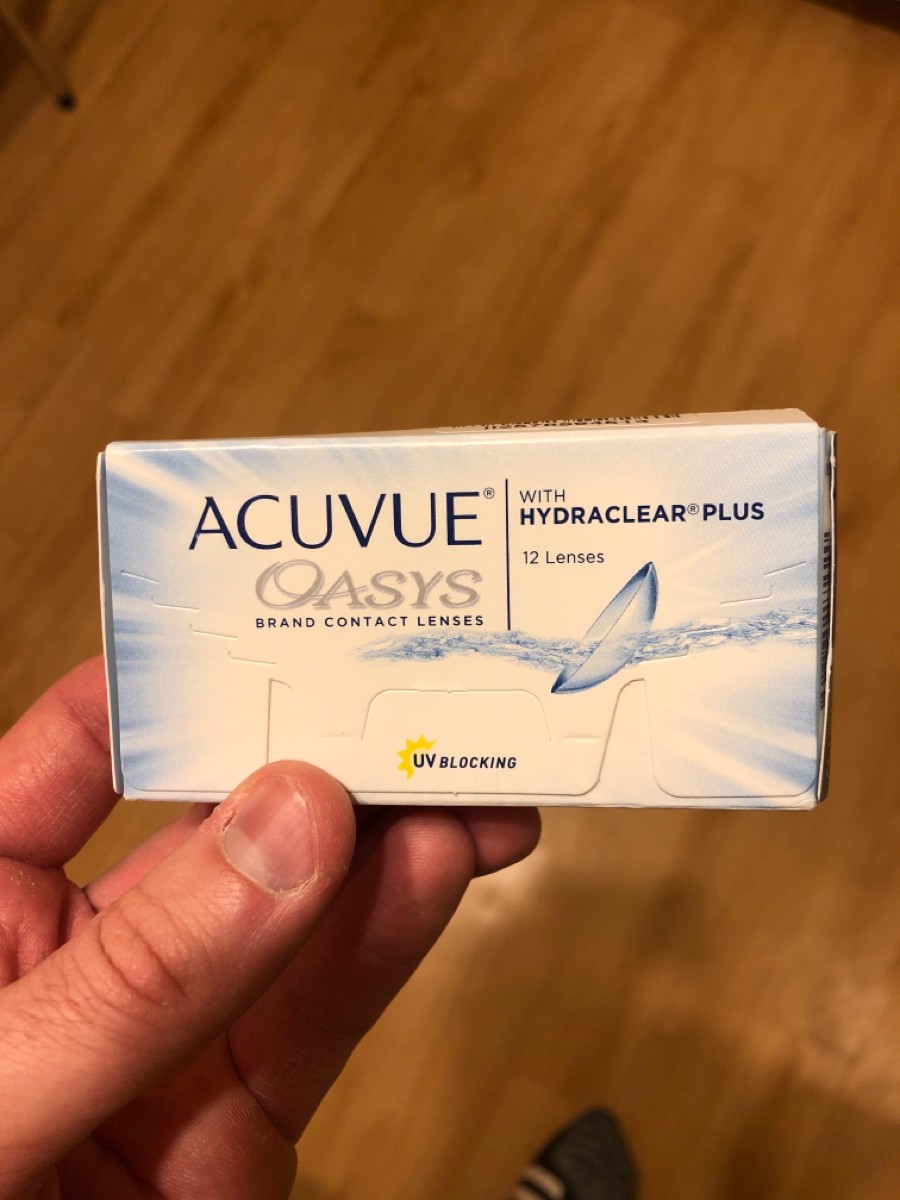 ACUVUE®
OASYS
BRAND CONTACT LENSES
WITH
HYDRACLEAR® PLUS
12 Lenses
UV BLOCKING